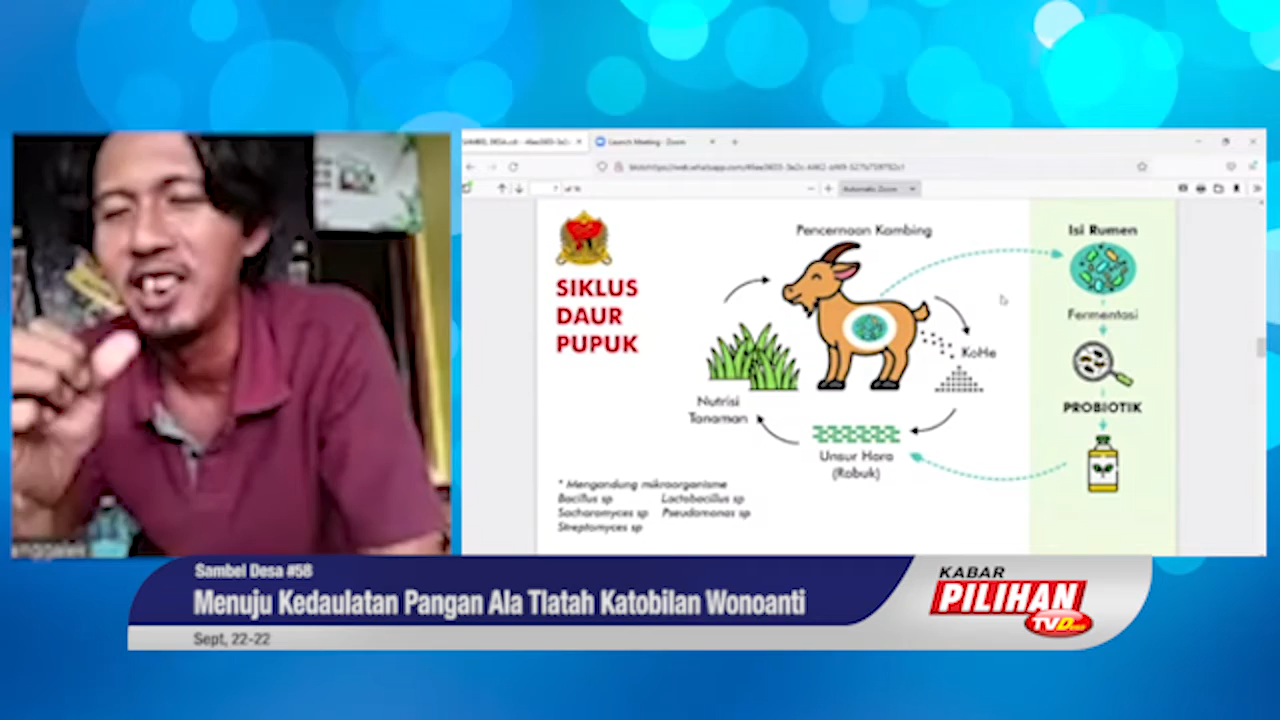 Launch Meeting - Zoom
Automatic Zoom
SIKLUS
DAUR
PUPUK
Pencernaan Kambing
KoHe
Nutrisi
Tanaman
Unsur Hara
(Rabuk)
* Mengandung mikroorganisme
Bacillus sp Lactobacillus sp
Sacharomyces sp Pseudomonas sp
Streptomyces sp
Isi Rumen
Fermentasi
PROBIOTIK
Sambel Desa #58
Menuju Kedaulatan Pangan Ala Tlatah Katobilan Wonoanti
Sept, 22-22
KABAR
PILIHAN
TVDesa